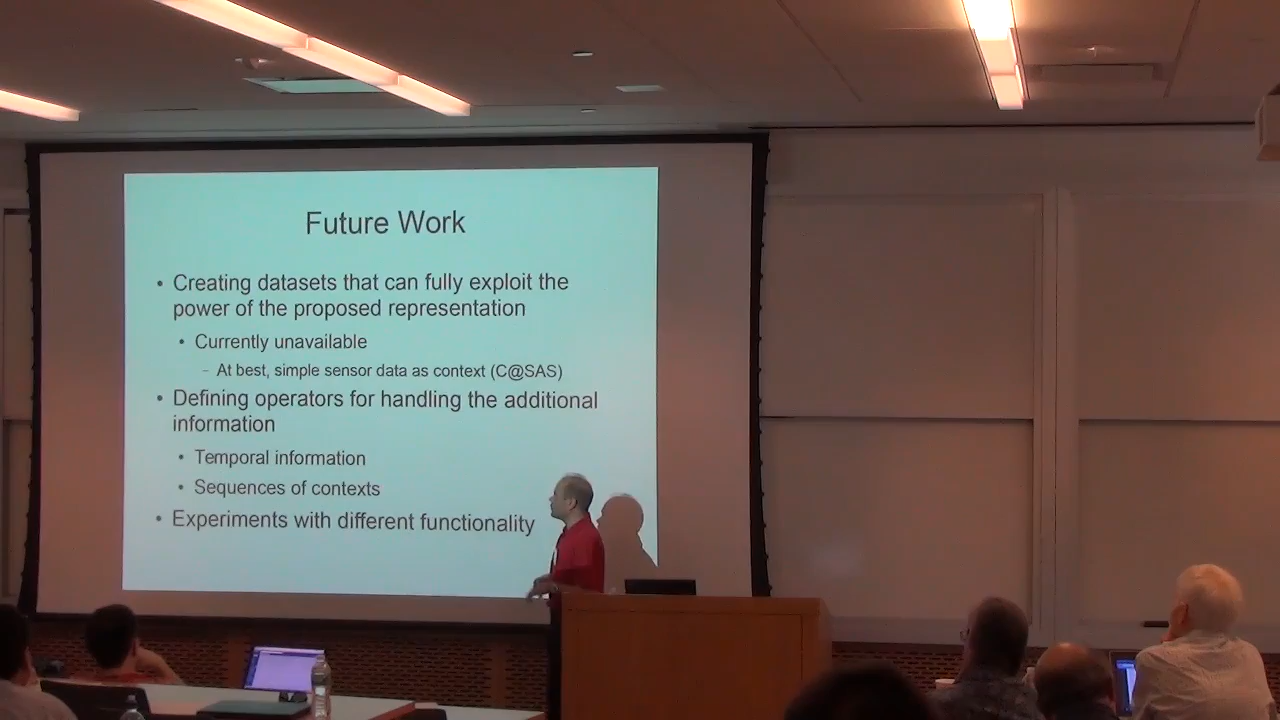 Future Work
• Creating datasets that can fully exploit the
power of the proposed representation
• Currently unavailable
– At best, simple sensor data as context (C@SAS)
• Defining operators for handling the additional
information
• Temporal information
• Sequences of contexts
• Experiments with different functionality